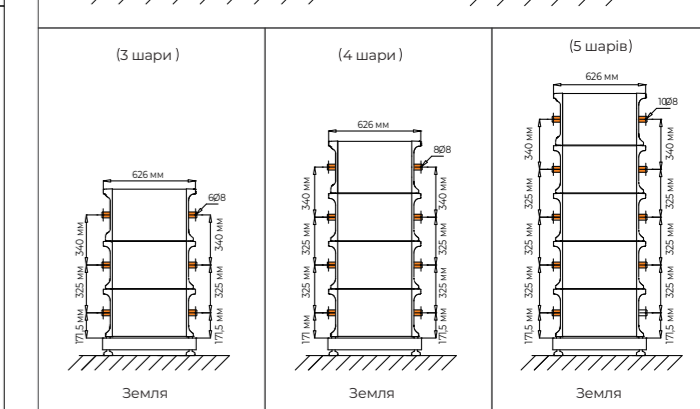 (3 шари )
626 мм
6Ø8
340 мм
325 мм
171,5 мм
340 мм
325 мм
171,5 мм
Земля
(4 шари )
626 мм
8Ø8
340 мм
325 мм
325 мм
171 мм
340 мм
325 мм
325 мм
171,5 мм
Земля
(5 шарів)
626 мм
10Ø8
340 мм
325 мм
325 мм
325 мм
171,5 мм
340 мм
325 мм
325 мм
325 мм
171,5 мм
Земля